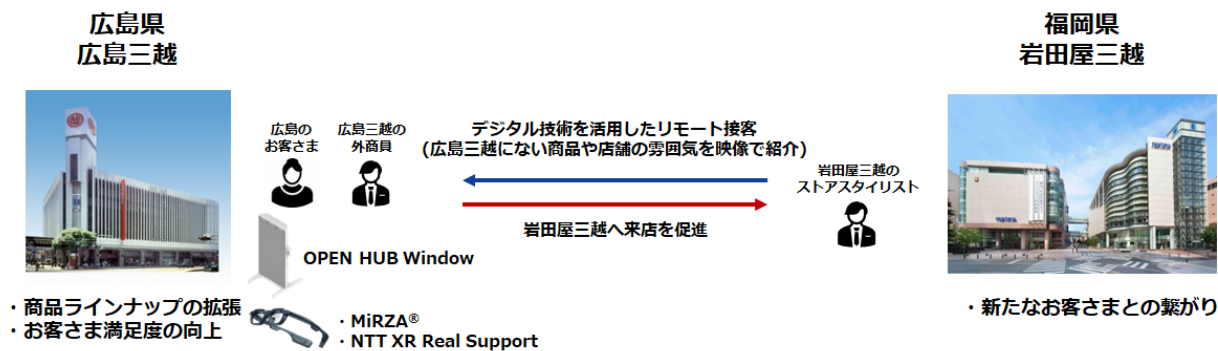 広島県
広島三越
福岡県
岩田屋三越
広島の
お客さま
広島三越の
外商員
デジタル技術を活用したリモート接客
(広島三越にない商品や店舗の雰囲気を映像で紹介)
岩田屋三越の
ストアスタイリスト
岩田屋三越へ来店を促進
OPEN HUB Window
・商品ラインナップの拡張
・お客さま満足度の向上
・MiRZA®
・NTT XR Real Support
・新たなお客さまとの繋がり